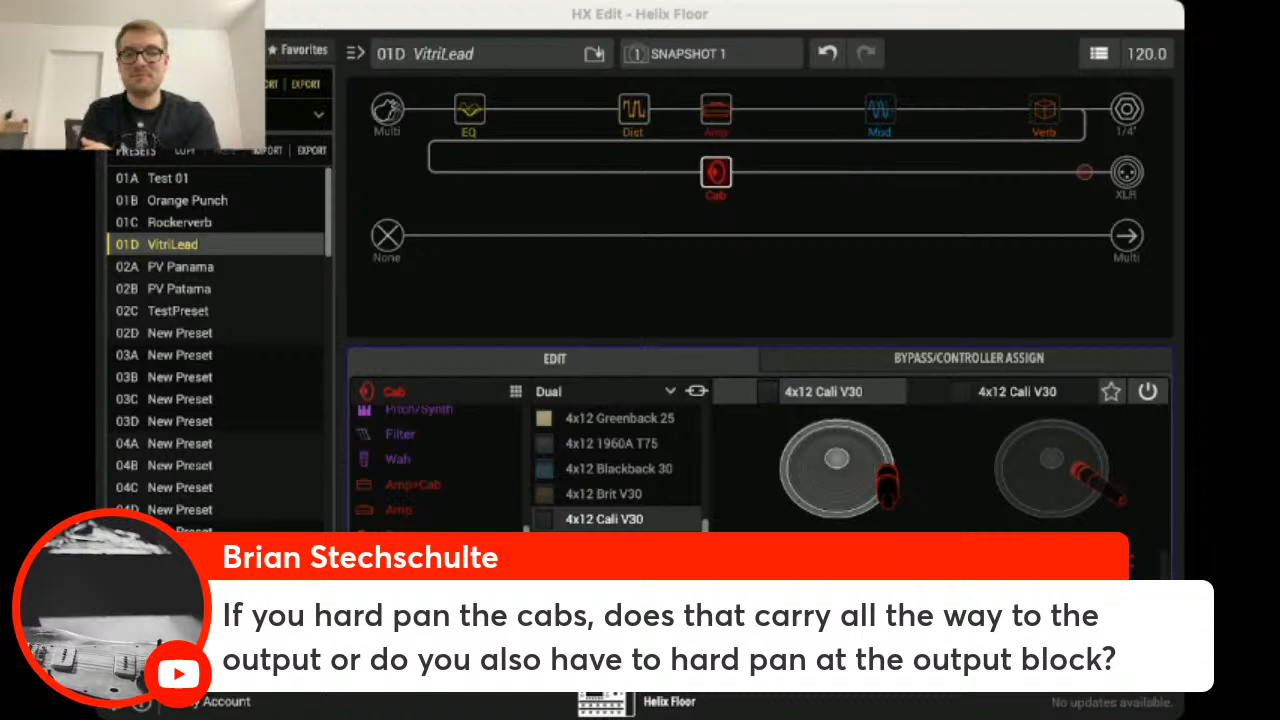 HX Edit - Helix Floor
Favorites
01D VitriLead
1 SNAPSHOT 1
120.0
EXPORT
Multi
EQ
Dist
Amp
Mod
Verb
1/4"
PRESETS
EXPORT
Cab
XLR
None
Multi
01A Test 01
01B Orange Punch
01C Rockerverb
01D VitriLead
02A PV Panama
02B PV Patama
02C TestPreset
02D New Preset
03A New Preset
03B New Preset
03C New Preset
03D New Preset
04A New Preset
04B New Preset
04C New Preset
04D New Preset
EDIT
BYPASS/CONTROLLER ASSIGN
Cab
Dual
4x12 Cali V30
4x12 Cali V30
Pitch/Synth
Filter
Wah
Amp+Cab
Amp
4x12 Greenback 25
4x12 1960A T75
4x12 Blackback 30
4x12 Brit V30
4x12 Cali V30
Brian Stechschulte
If you hard pan the cabs, does that carry all the way to the
output or do you also have to hard pan at the output block?
Account
Helix Floor
No updates available.